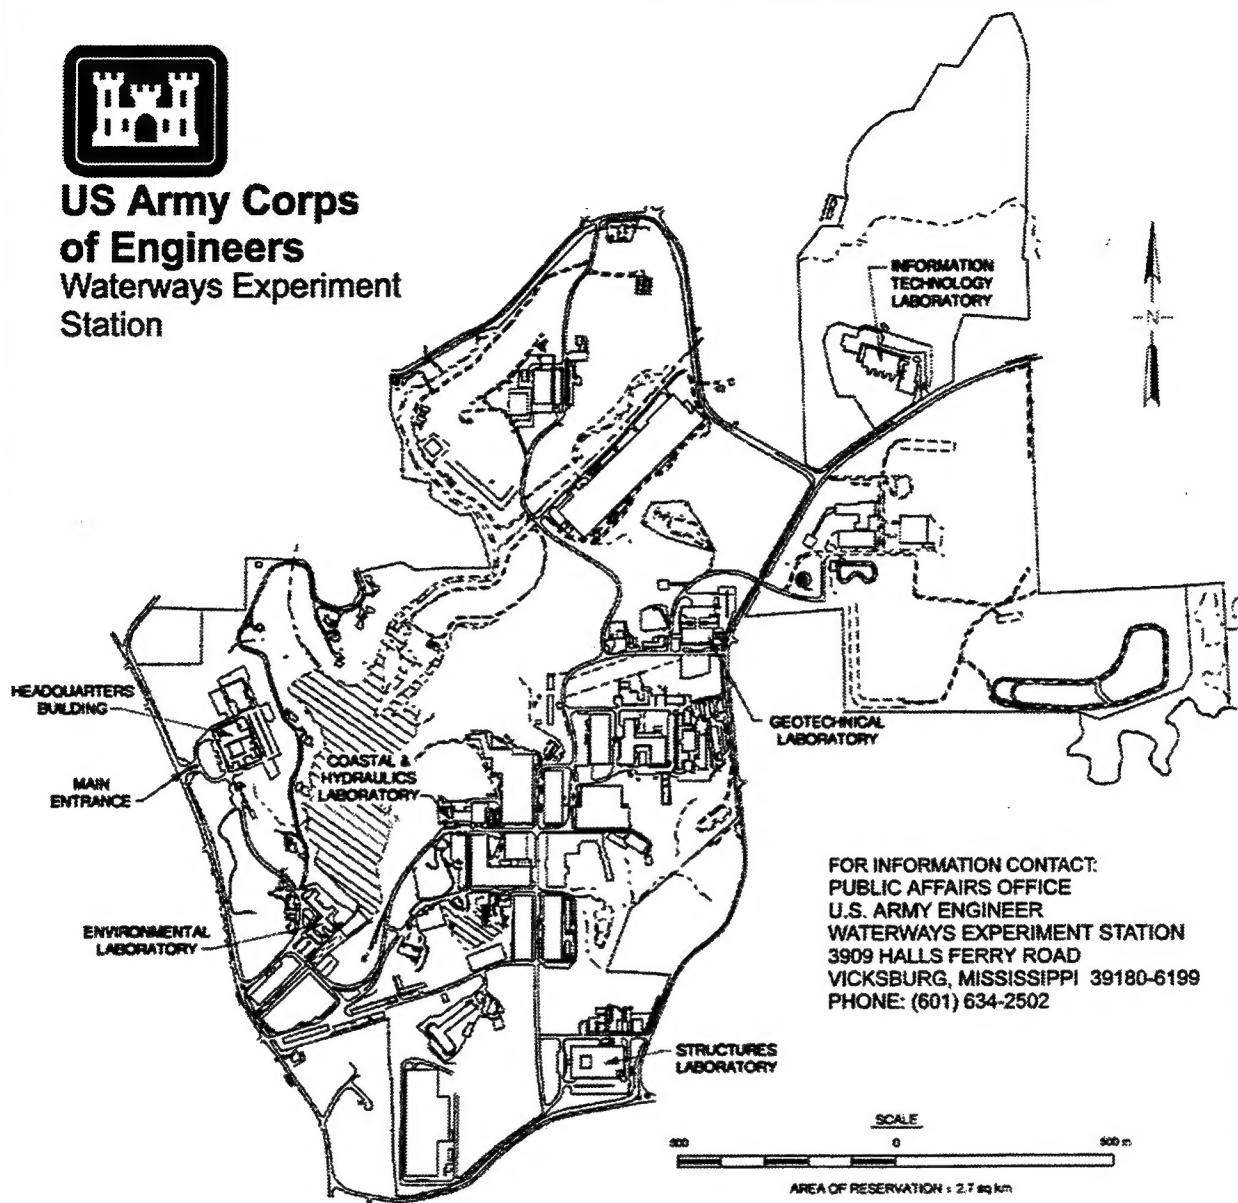 US Army Corps
of Engineers
Waterways Experiment
Station
INFORMATION
TECHNOLOGY
LABORATORY
N
HEADQUARTERS
BUILDING
MAIN
ENTRANCE
COASTAL &
HYDRAULICS
LABORATORY
GEOTECHNICAL
LABORATORY
ENVIRONMENTAL
LABORATORY
STRUCTURES
LABORATORY
FOR INFORMATION CONTACT:
PUBLIC AFFAIRS OFFICE
U.S. ARMY ENGINEER
WATERWAYS EXPERIMENT STATION
3909 HALLS FERRY ROAD
VICKSBURG, MISSISSIPPI 39180-6199
PHONE: (601) 634-2502
SCALE
500 0 500 m
AREA OF RESERVATION = 2.7 sq km